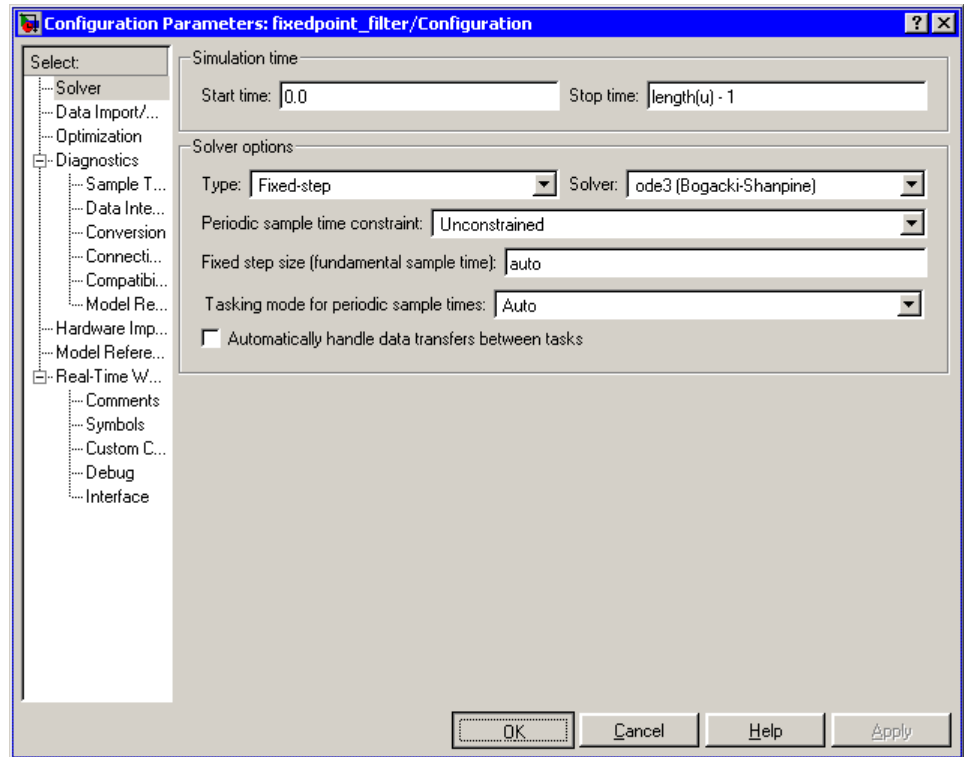 Configuration Parameters: fixedpoint_filter/Configuration
Select:
Solver
Data Import/...
Optimization
Diagnostics
Sample T...
Data Inte...
Conversion
Connecti...
Compatibi...
Model Re...
Hardware Imp...
Model Refere...
Real-Time W...
Comments
Symbols
Custom C...
Debug
Interface
Simulation time
Start time: 0.0 Stop time: length(u) - 1
Solver options
Type: Fixed-step Solver: ode3 (Bogacki-Shanpine)
Periodic sample time constraint: Unconstrained
Fixed step size (fundamental sample time): auto
Tasking mode for periodic sample times: Auto
Automatically handle data transfers between tasks
OK Cancel Help Apply